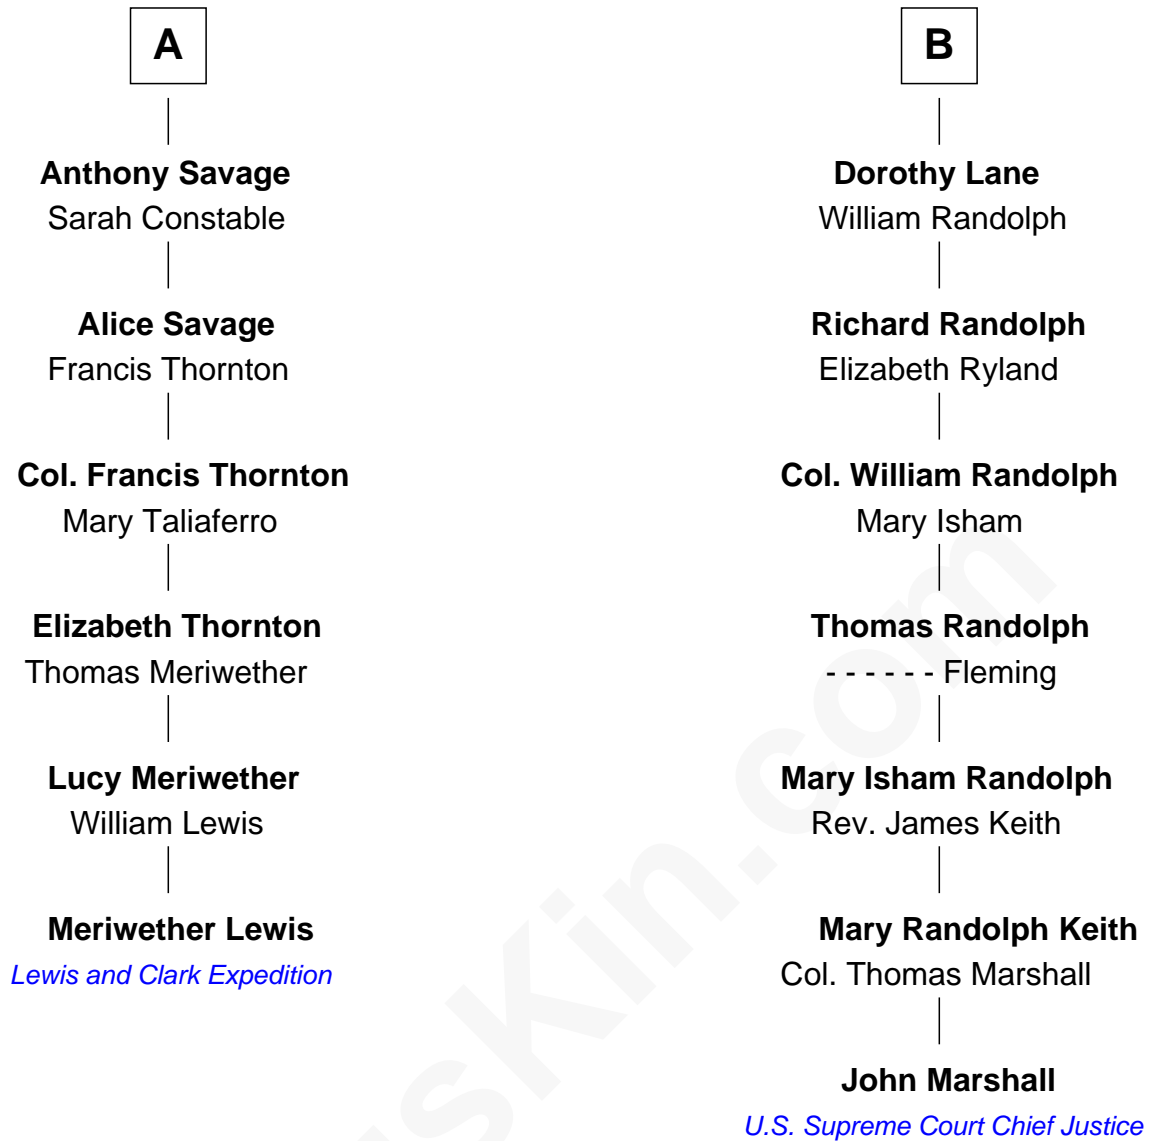 A
Anthony Savage
Sarah Constable
Alice Savage
Francis Thornton
Col. Francis Thornton
Mary Taliaferro
Elizabeth Thornton
Thomas Meriwether
Lucy Meriwether
William Lewis
Meriwether Lewis
Lewis and Clark Expedition
B
Dorothy Lane
William Randolph
Richard Randolph
Elizabeth Ryland
Col. William Randolph
Mary Isham
Thomas Randolph
- - - - - - Fleming
Mary Isham Randolph
Rev. James Keith
Mary Randolph Keith
Col. Thomas Marshall
John Marshall
U.S. Supreme Court Chief Justice